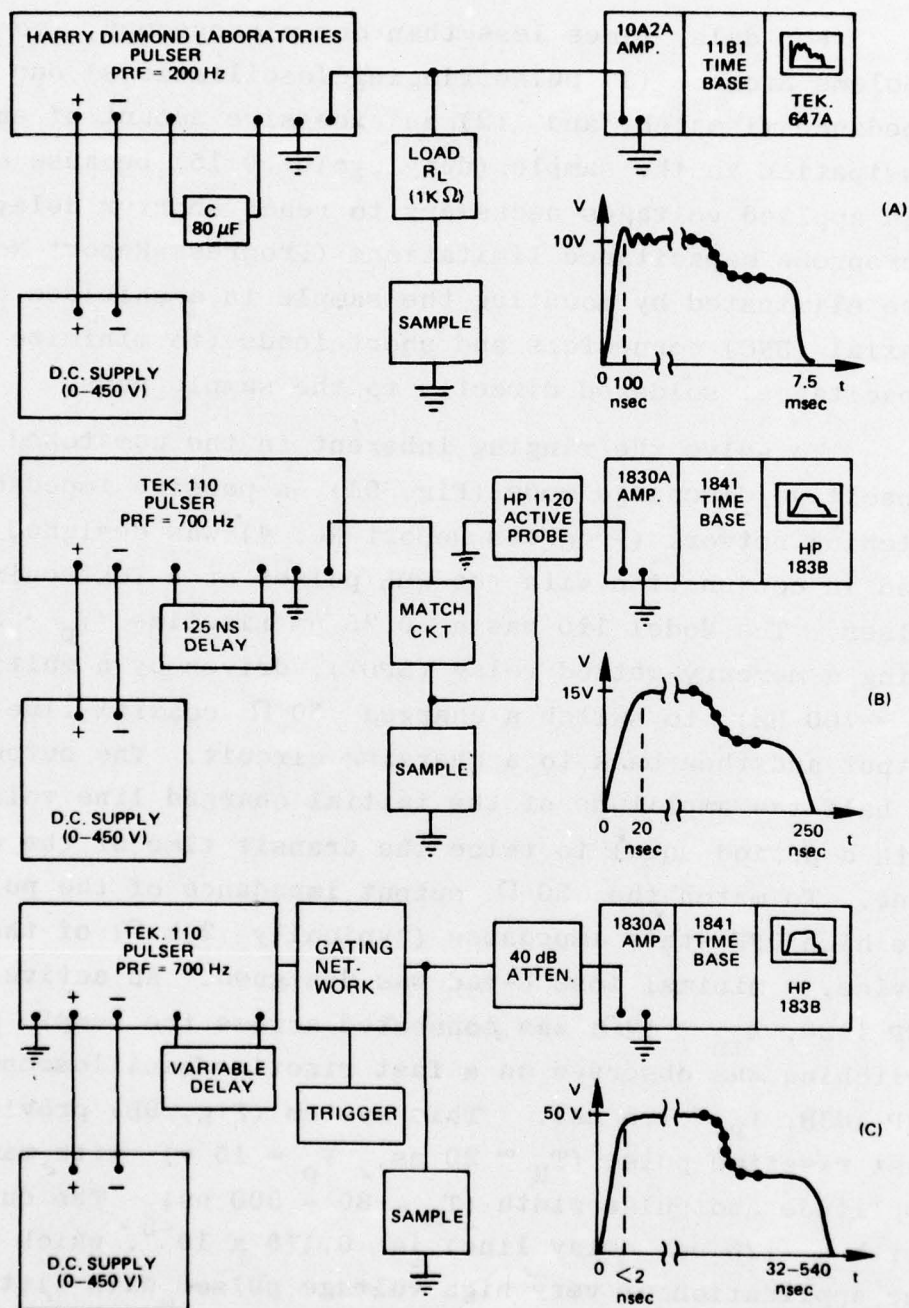 HARRY DIAMOND LABORATORIES
PULSER
PRF = 200 Hz
+ −
C
80 μF
+ −
D.C. SUPPLY
(0–450 V)
LOAD
RL
(1K Ω)
SAMPLE
10A2A
AMP.
11B1
TIME
BASE
TEK.
647A
(A)
V
10V
0
100
nsec
7.5
msec
t
TEK. 110
PULSER
PRF = 700 Hz
+ −
125 NS
DELAY
+ −
D.C. SUPPLY
(0–450 V)
HP 1120
ACTIVE
PROBE
MATCH
CKT
SAMPLE
1830A
AMP.
1841
TIME
BASE
HP
183B
(B)
V
15V
0
20
nsec
250
nsec
t
TEK. 110
PULSER
PRF = 700 Hz
+ −
VARIABLE
DELAY
+ −
D.C. SUPPLY
(0–450 V)
GATING
NET
WORK
TRIGGER
40 dB
ATTEN.
SAMPLE
1830A
AMP.
1841
TIME
BASE
HP
183B
(C)
V
50 V
0
<2
nsec
32–540
nsec
t